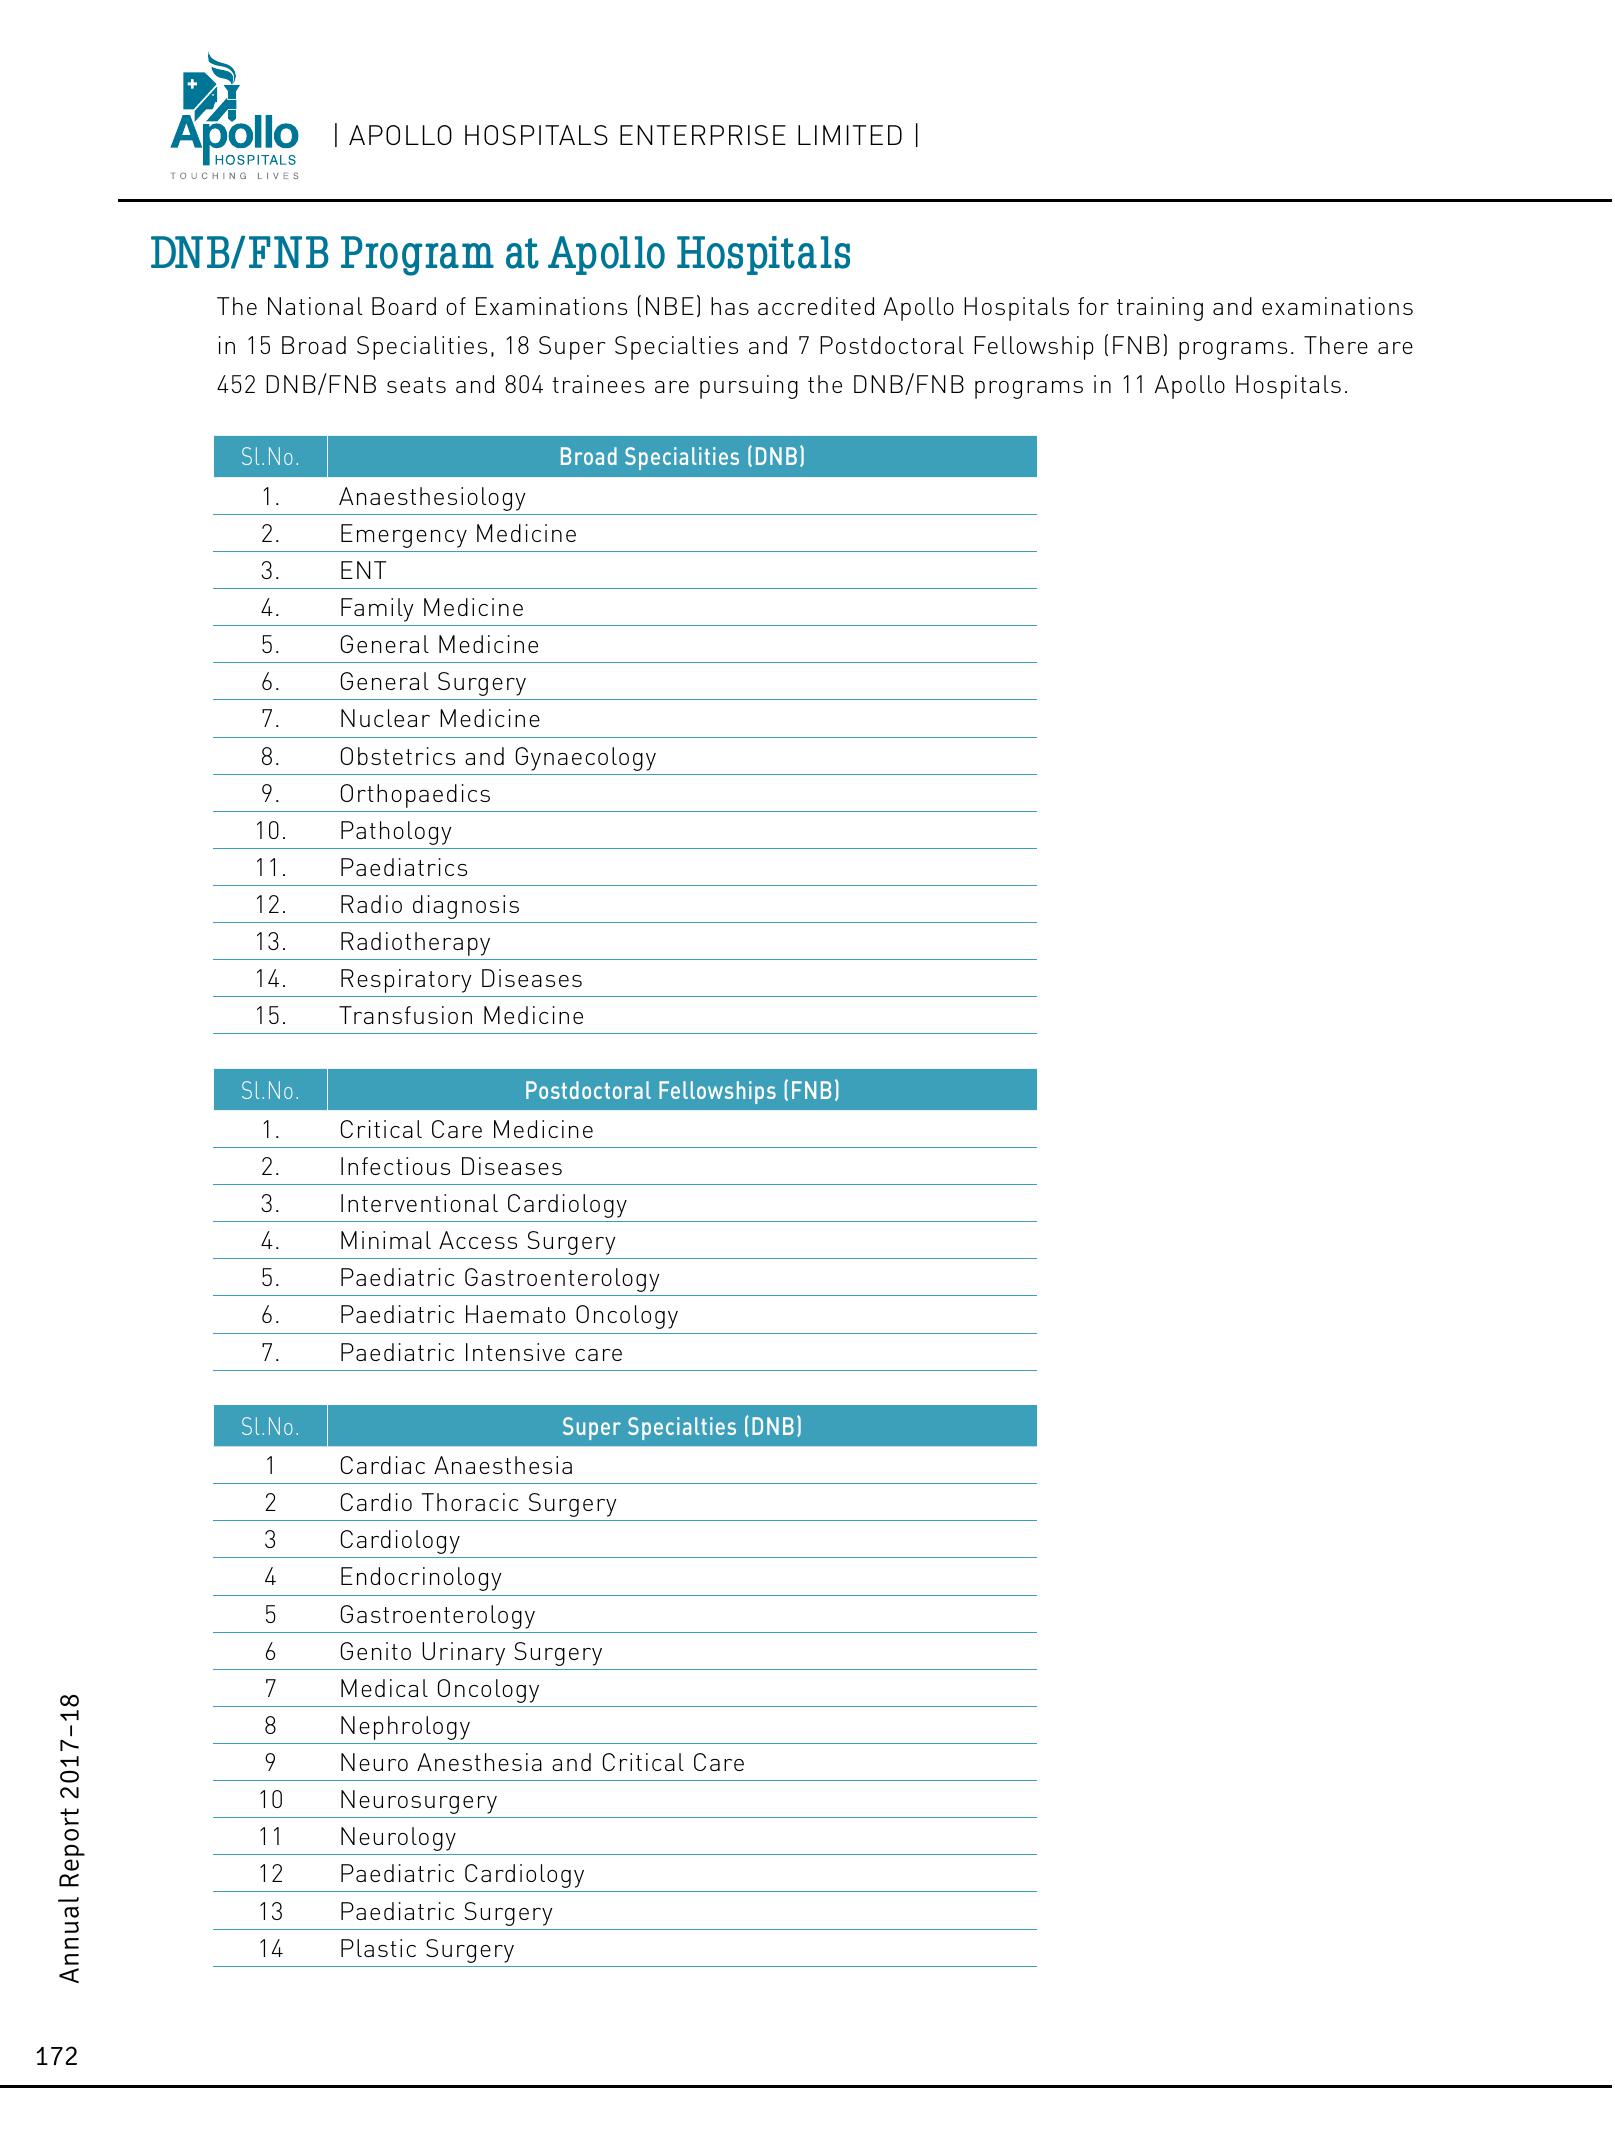 Apollo
HOSPITALS
TOUCHING LIVES
| APOLLO HOSPITALS ENTERPRISE LIMITED |
DNB/FNB Program at Apollo Hospitals
The National Board of Examinations (NBE) has accredited Apollo Hospitals for training and examinations
in 15 Broad Specialities, 18 Super Specialties and 7 Postdoctoral Fellowship (FNB) programs. There are
452 DNB/FNB seats and 804 trainees are pursuing the DNB/FNB programs in 11 Apollo Hospitals.
Sl.No. Broad Specialities (DNB)
1. Anaesthesiology
2. Emergency Medicine
3. ENT
4. Family Medicine
5. General Medicine
6. General Surgery
7. Nuclear Medicine
8. Obstetrics and Gynaecology
9. Orthopaedics
10. Pathology
11. Paediatrics
12. Radio diagnosis
13. Radiotherapy
14. Respiratory Diseases
15. Transfusion Medicine
Sl.No. Postdoctoral Fellowships (FNB)
1. Critical Care Medicine
2. Infectious Diseases
3. Interventional Cardiology
4. Minimal Access Surgery
5. Paediatric Gastroenterology
6. Paediatric Haemato Oncology
7. Paediatric Intensive care
Sl.No. Super Specialties (DNB)
1 Cardiac Anaesthesia
2 Cardio Thoracic Surgery
3 Cardiology
4 Endocrinology
5 Gastroenterology
6 Genito Urinary Surgery
7 Medical Oncology
8 Nephrology
9 Neuro Anesthesia and Critical Care
10 Neurosurgery
11 Neurology
12 Paediatric Cardiology
13 Paediatric Surgery
14 Plastic Surgery
Annual Report 2017–18
172